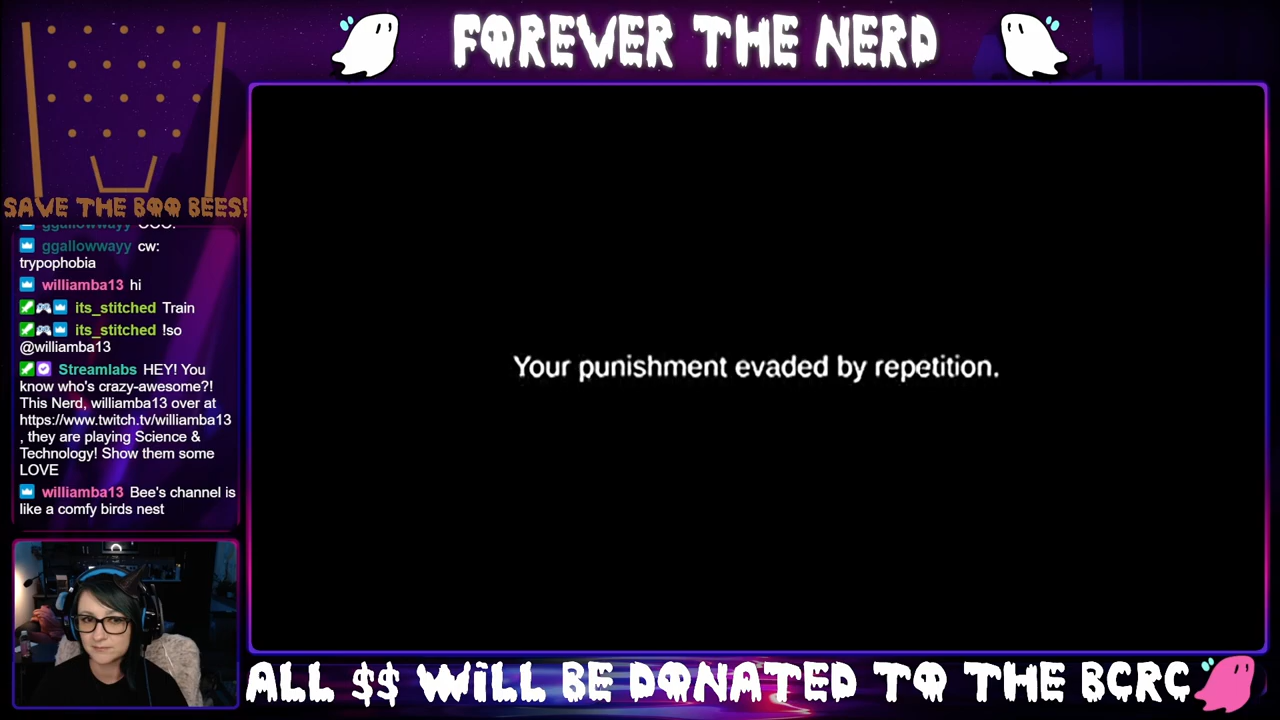 FOREVER THE NERD
SAVE THE BOO BEES!
ggallowwayy
ggallowwayy cw:
trypophobia
williamba13 hi
its_stitched Train
its_stitched !so
@williamba13
Streamlabs HEY! You
know who's crazy-awesome?!
This Nerd, williamba13 over at
https://www.twitch.tv/williamba13
, they are playing Science &
Technology! Show them some
LOVE
williamba13 Bee's channel is
like a comfy birds nest
Your punishment evaded by repetition.
ALL $$ WILL BE DONATED TO THE BCRC